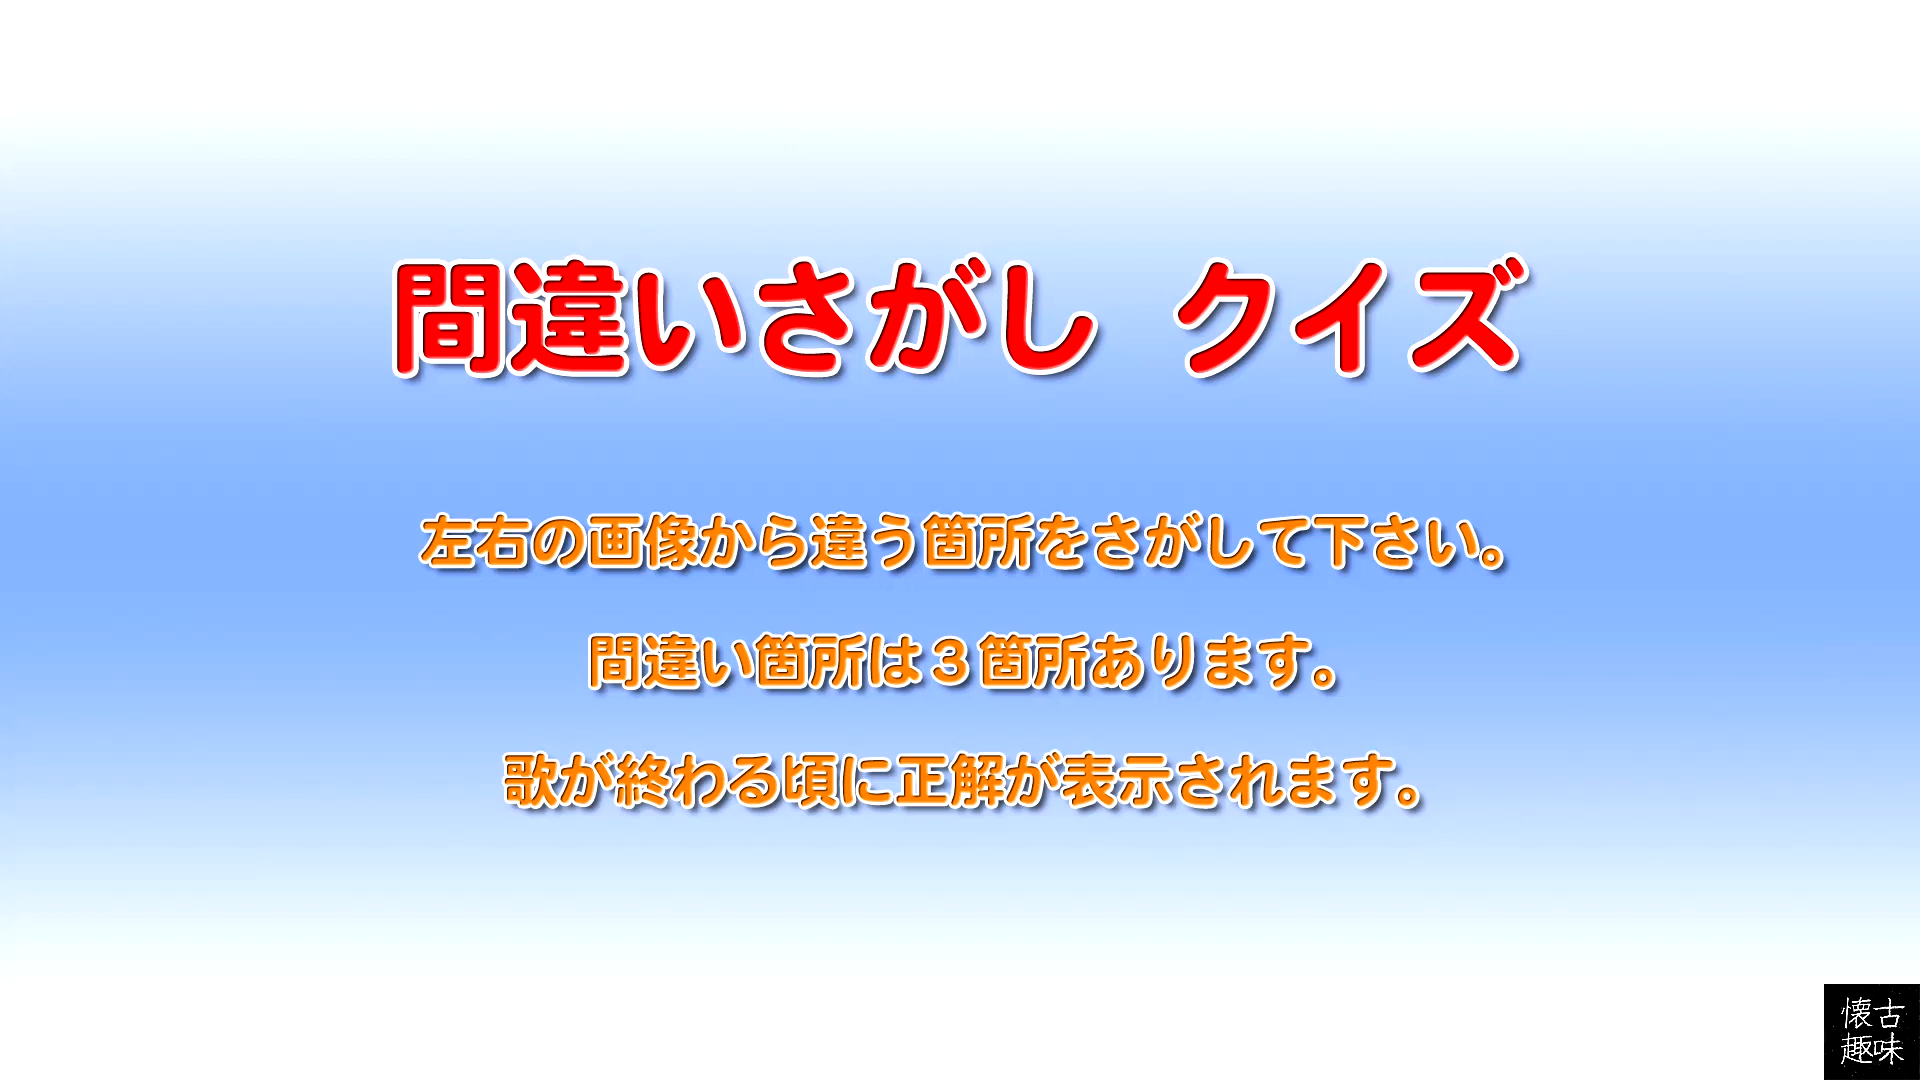 間違いさがし クイズ
左右の画像から違う箇所をさがして下さい。
間違い箇所は３箇所あります。
歌が終わる頃に正解が表示されます。
懐古
趣味